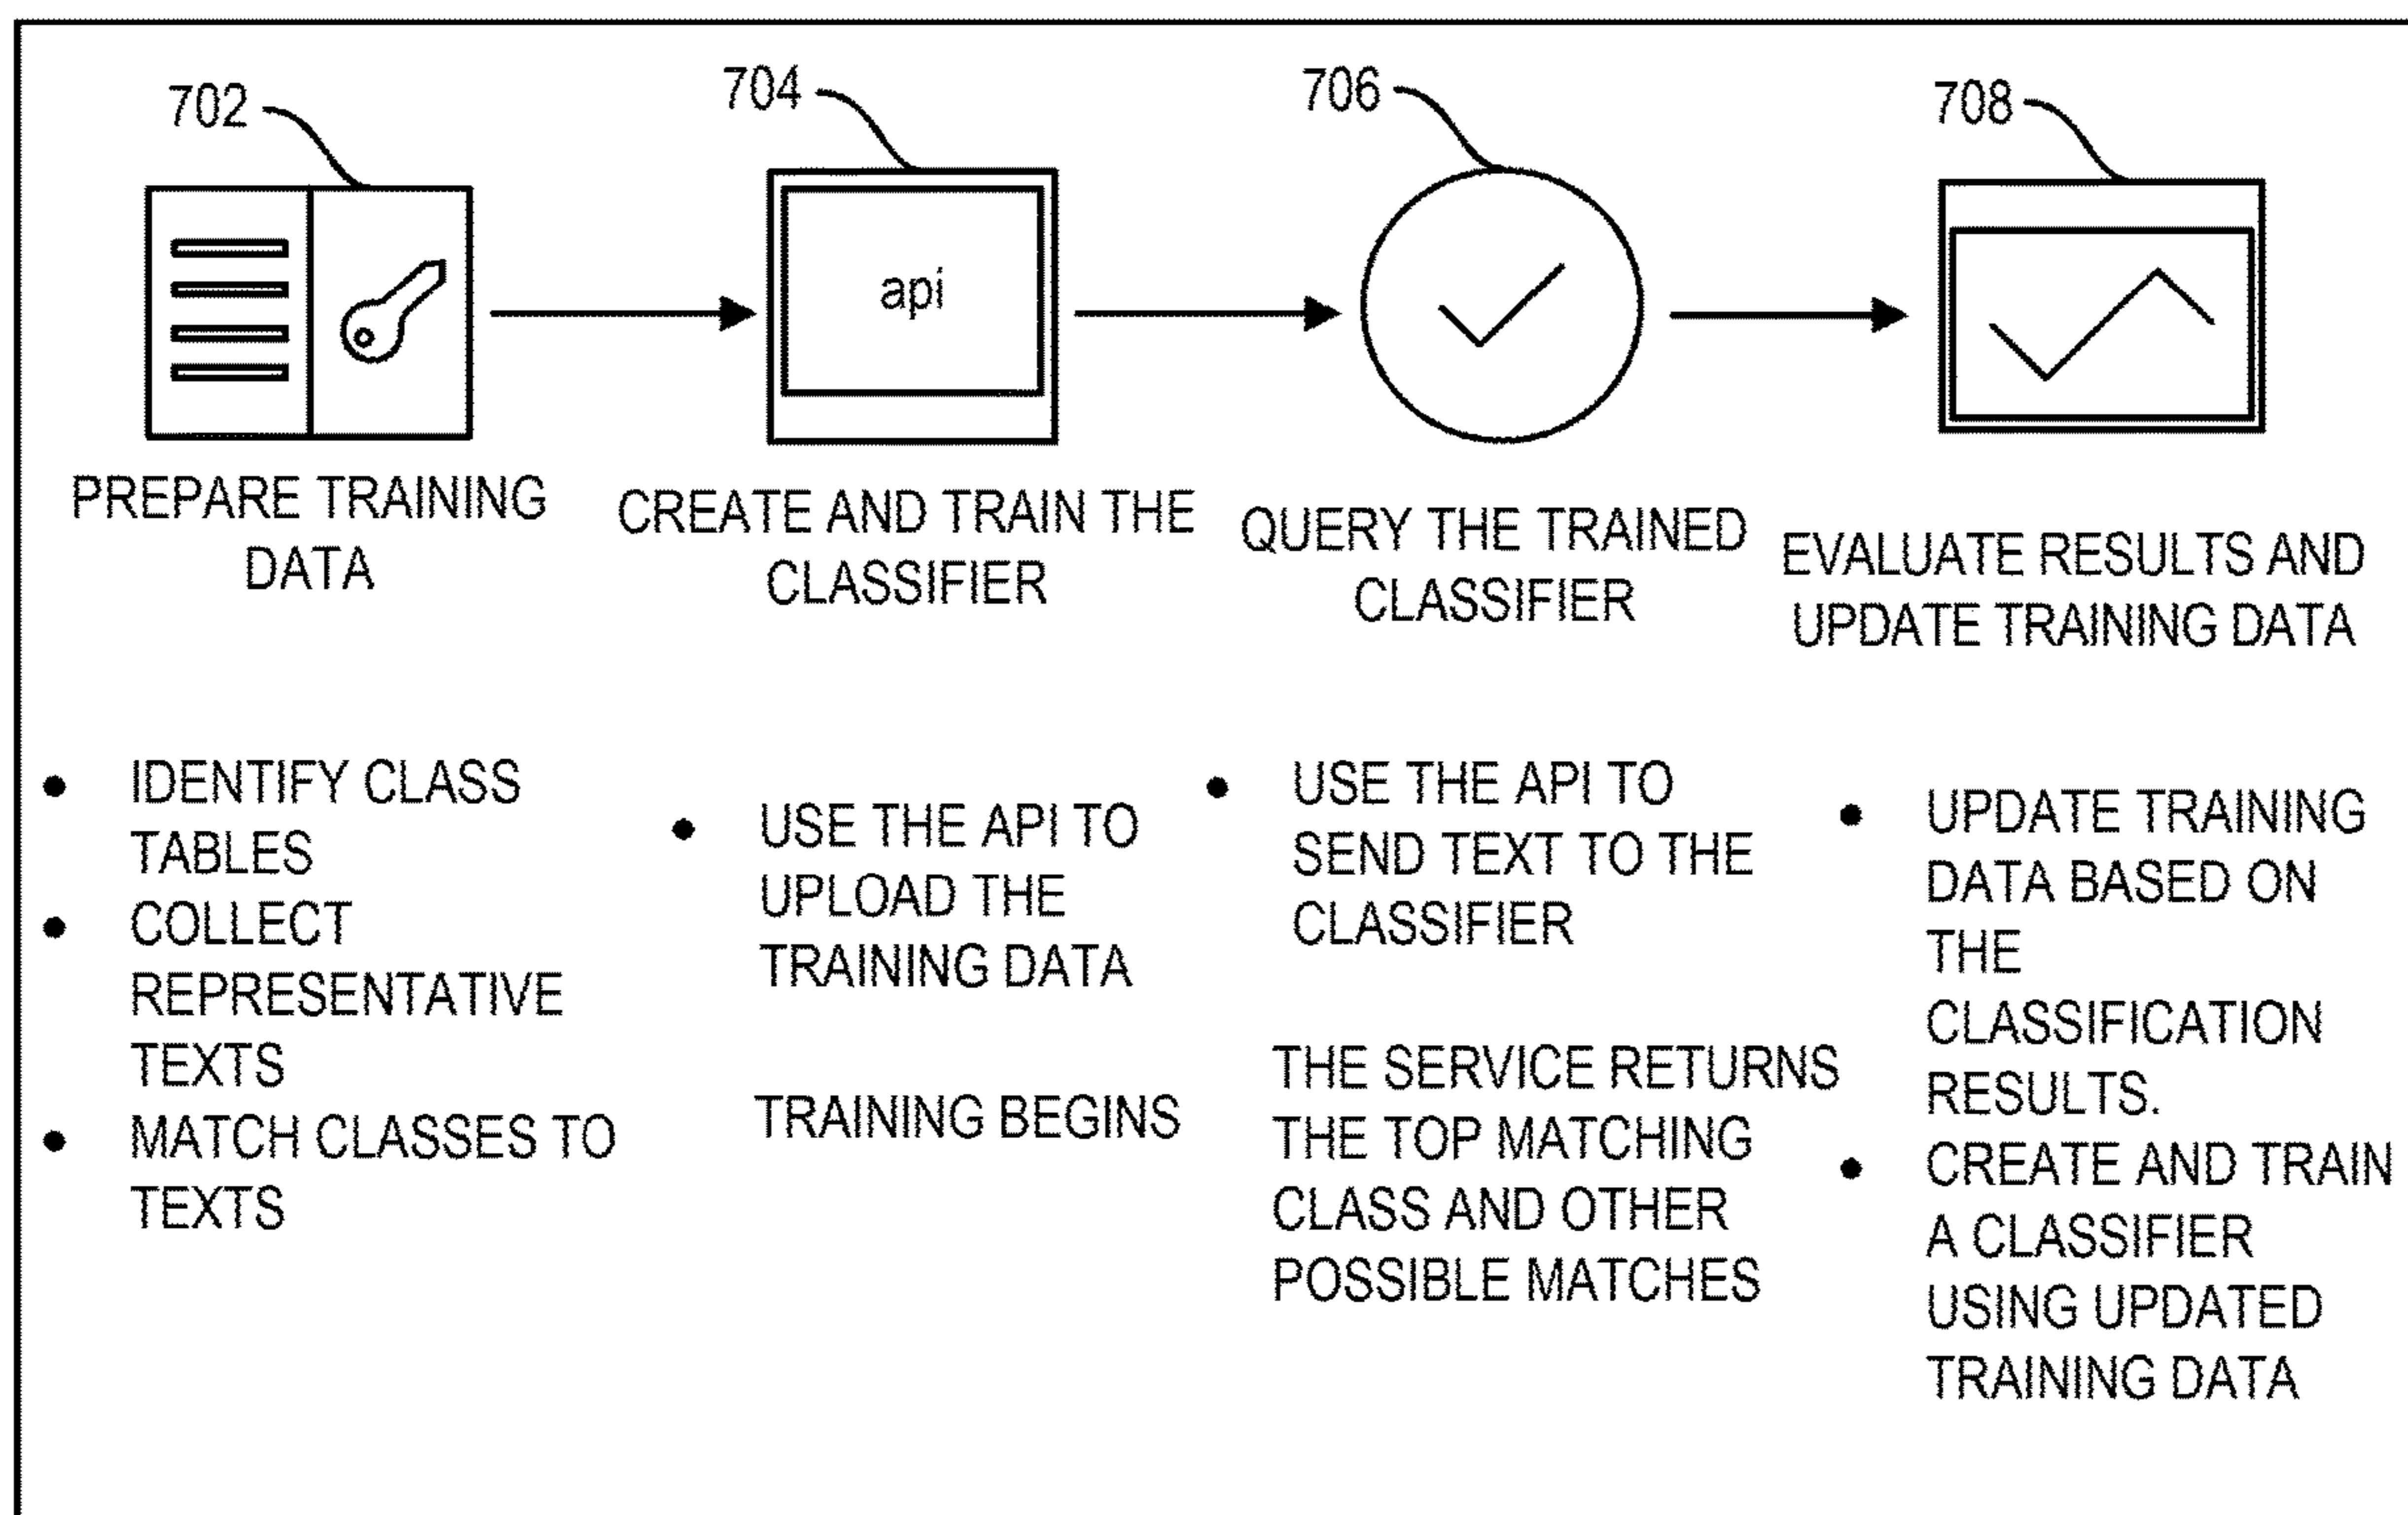 702
704
706
708
api
PREPARE TRAINING
DATA
CREATE AND TRAIN THE
CLASSIFIER
QUERY THE TRAINED
CLASSIFIER
EVALUATE RESULTS AND
UPDATE TRAINING DATA
• IDENTIFY CLASS
TABLES
• COLLECT
REPRESENTATIVE
TEXTS
• MATCH CLASSES TO
TEXTS
• USE THE API TO
UPLOAD THE
TRAINING DATA
TRAINING BEGINS
• USE THE API TO
SEND TEXT TO THE
CLASSIFIER
THE SERVICE RETURNS
THE TOP MATCHING
CLASS AND OTHER
POSSIBLE MATCHES
• UPDATE TRAINING
DATA BASED ON
THE
CLASSIFICATION
RESULTS.
• CREATE AND TRAIN
A CLASSIFIER
USING UPDATED
TRAINING DATA